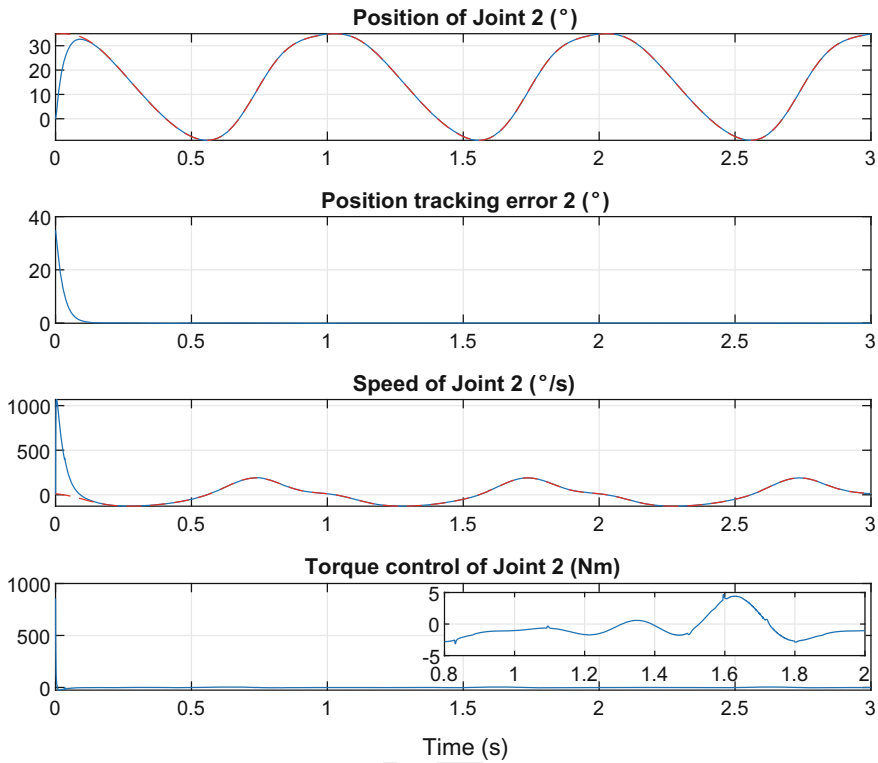 Position of Joint 2 (°)
30
20
10
0
0 0.5 1 1.5 2 2.5 3
Position tracking error 2 (°)
40
20
0
0 0.5 1 1.5 2 2.5 3
Speed of Joint 2 (°/s)
1000
500
0
0 0.5 1 1.5 2 2.5 3
Torque control of Joint 2 (Nm)
1000
500
0
5
0
-5
0.8 1 1.2 1.4 1.6 1.8 2
0 0.5 1 1.5 2 2.5 3
Time (s)